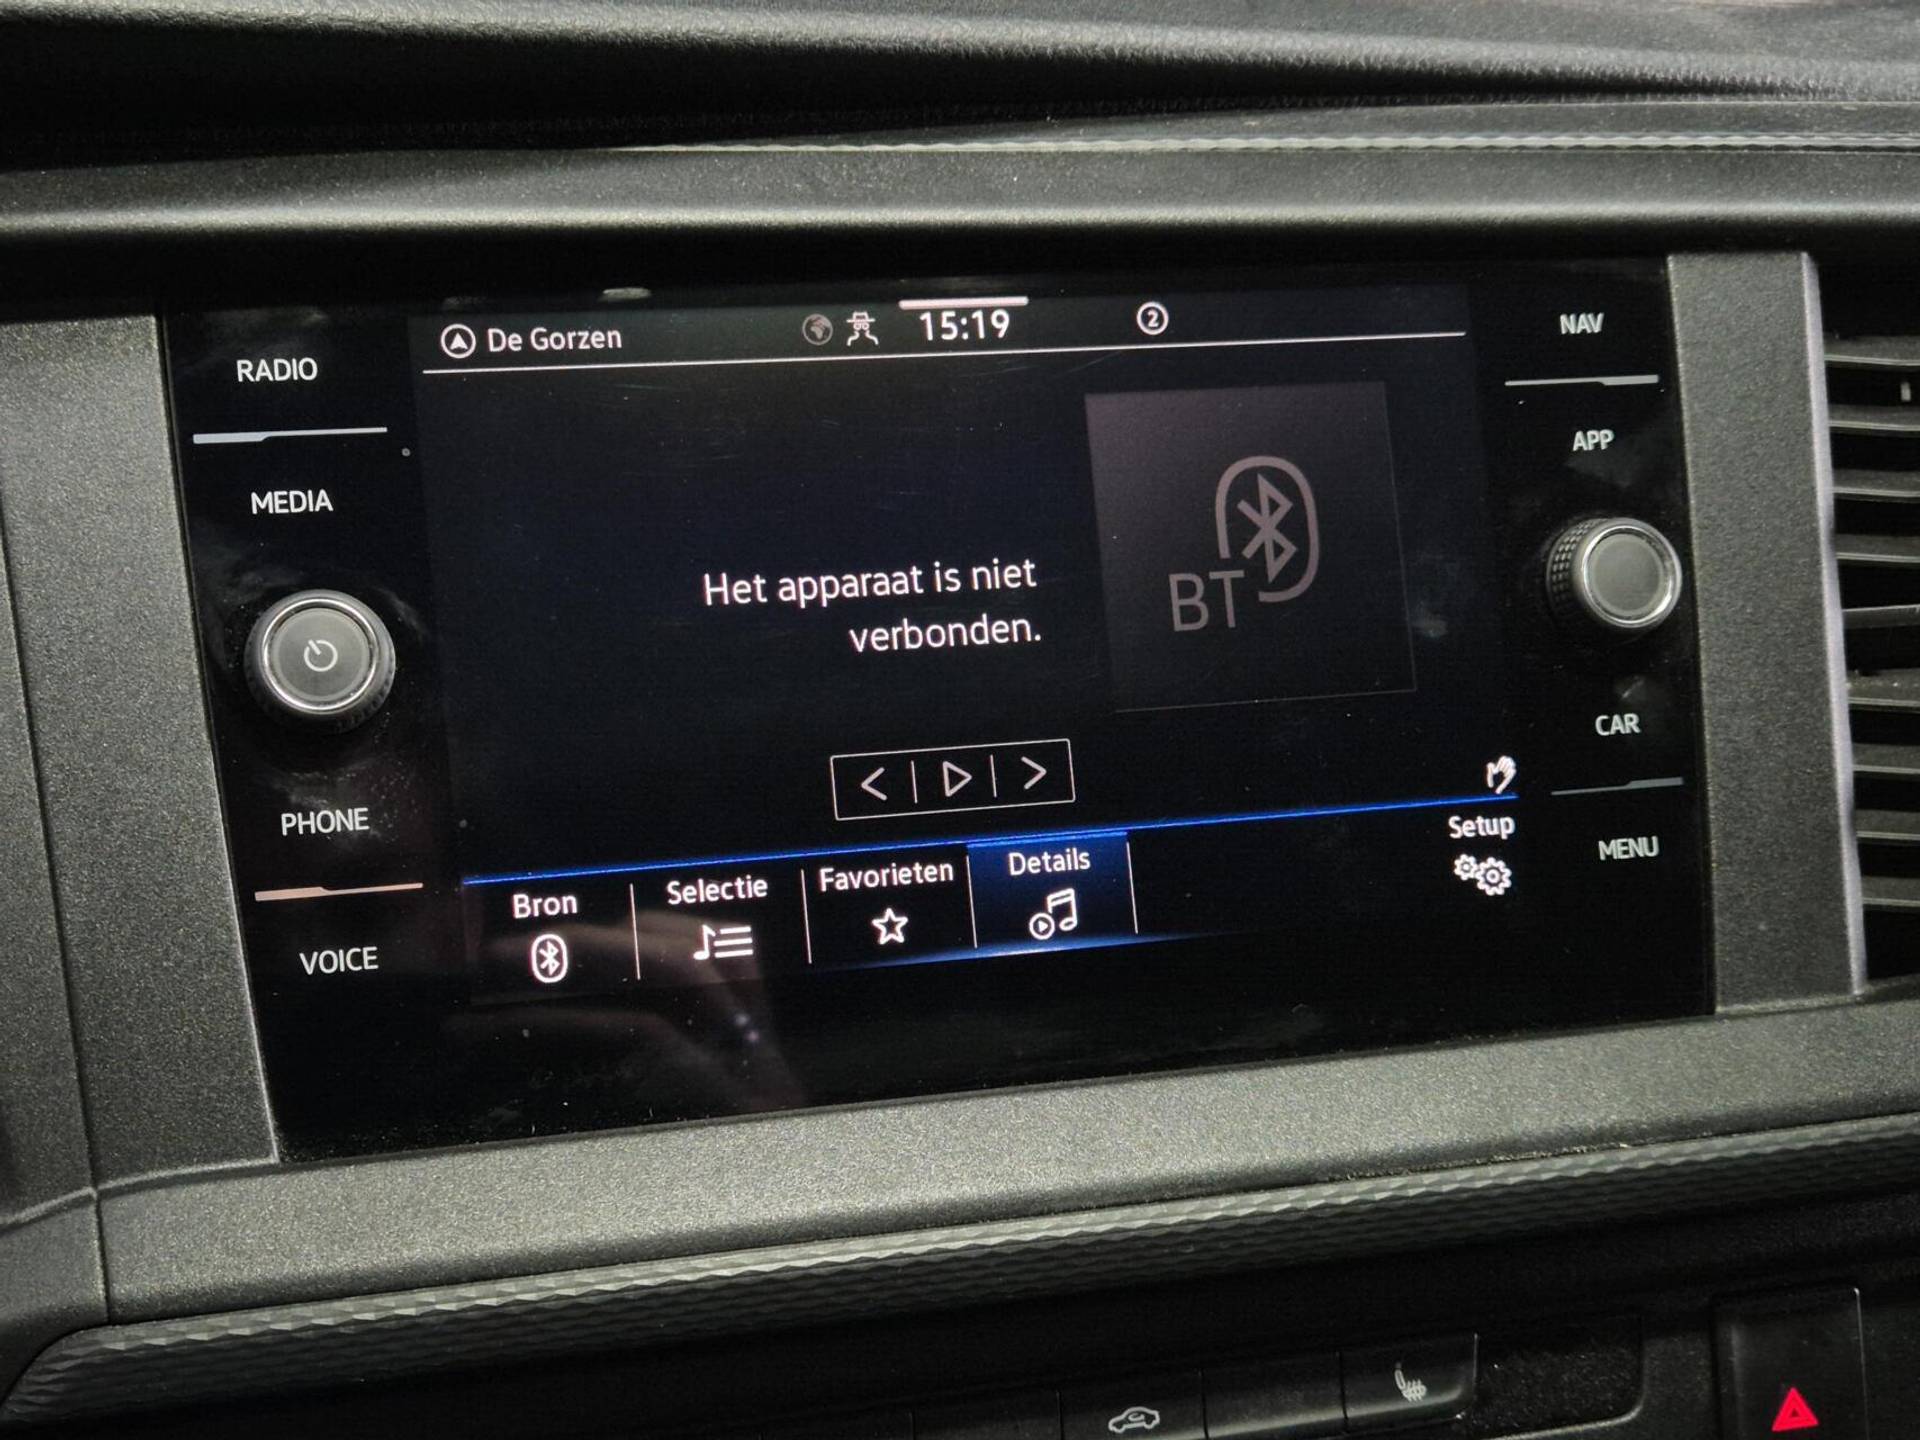 De Gorzen
15:19
2
RADIO
MEDIA
PHONE
VOICE
NAV
APP
CAR
MENU
Het apparaat is niet
verbonden.
BT
Bron
Selectie
Favorieten
Details
Setup